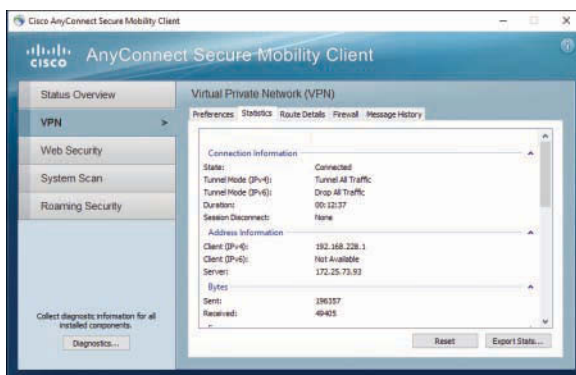 Cisco AnyConnect Secure Mobility Client
CISCO AnyConnect Secure Mobility Client
Status Overview
VPN >
Web Security
System Scan
Roaming Security
Collect diagnostic information for all
installed components.
Diagnostics...
Virtual Private Network (VPN)
Preferences Statistics Route Details Firewall Message History
Connection Information
State: Connected
Tunnel Mode (IPv4): Tunnel All Traffic
Tunnel Mode (IPv6): Drop All Traffic
Duration: 00:12:37
Session Disconnect: None
Address Information
Client (IPv4): 192.168.228.1
Client (IPv6): Not Available
Server: 172.25.73.93
Bytes
Sent: 196357
Received: 49405
Reset Export Stats...